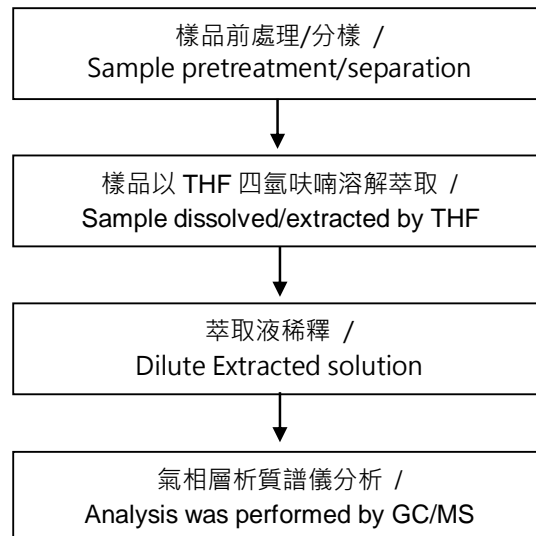 樣品前處理/分樣 /
Sample pretreatment/separation
樣品以 THF 四氫呋喃溶解萃取 /
Sample dissolved/extracted by THF
萃取液稀釋 /
Dilute Extracted solution
氣相層析質譜儀分析 /
Analysis was performed by GC/MS